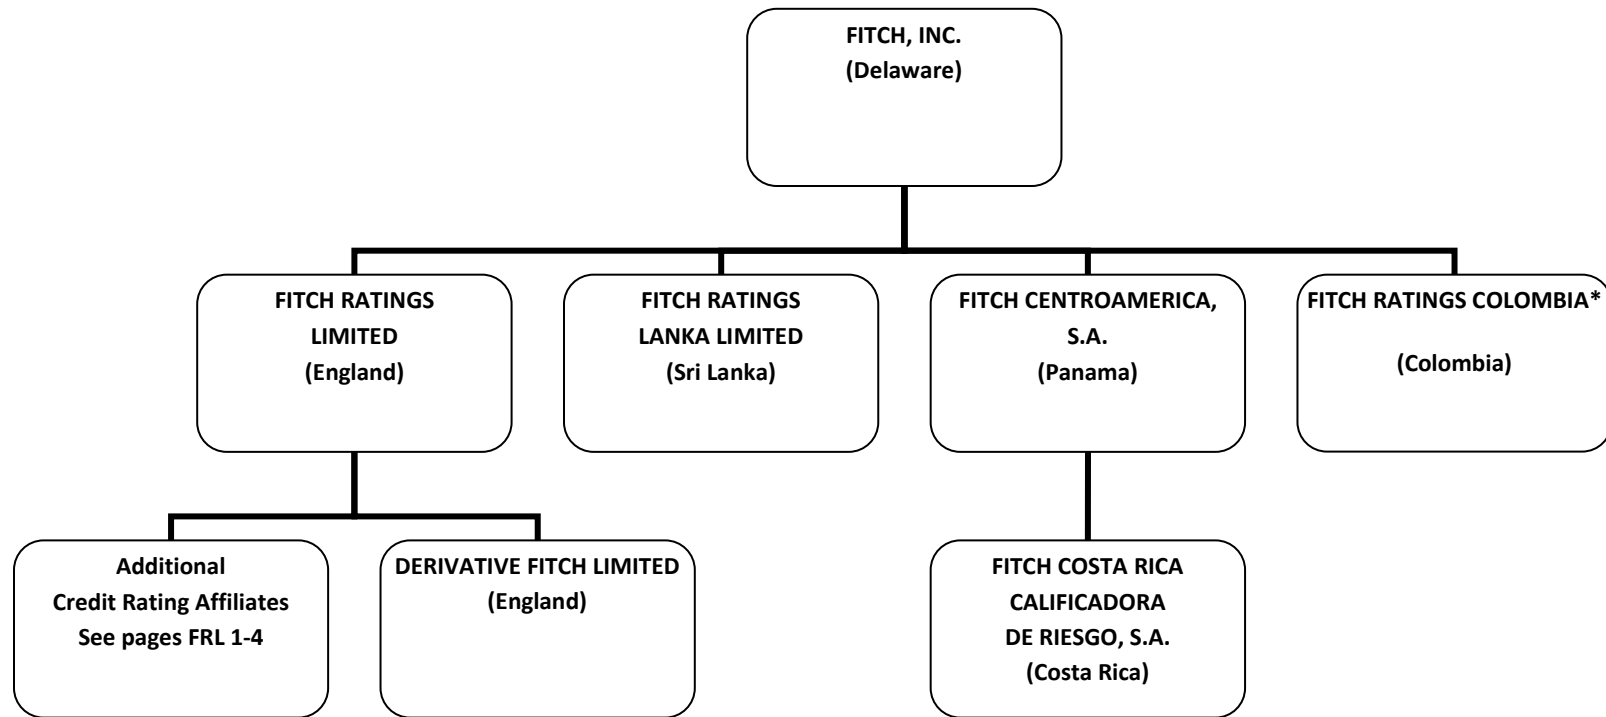 FITCH, INC.
(Delaware)
FITCH RATINGS
LIMITED
(England)
FITCH RATINGS
LANKA LIMITED
(Sri Lanka)
FITCH CENTROAMERICA,
S.A.
(Panama)
FITCH RATINGS COLOMBIA*
(Colombia)
Additional
Credit Rating Affiliates
See pages FRL 1-4
DERIVATIVE FITCH LIMITED
(England)
FITCH COSTA RICA
CALIFICADORA
DE RIESGO, S.A.
(Costa Rica)